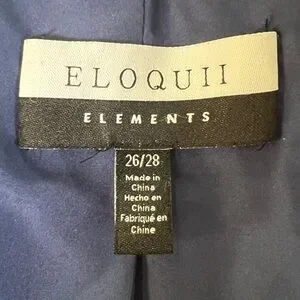 ELOQUII
ELEMENTS
26/28
Made in
China
Hecho en
China
Fabriqué en
Chine